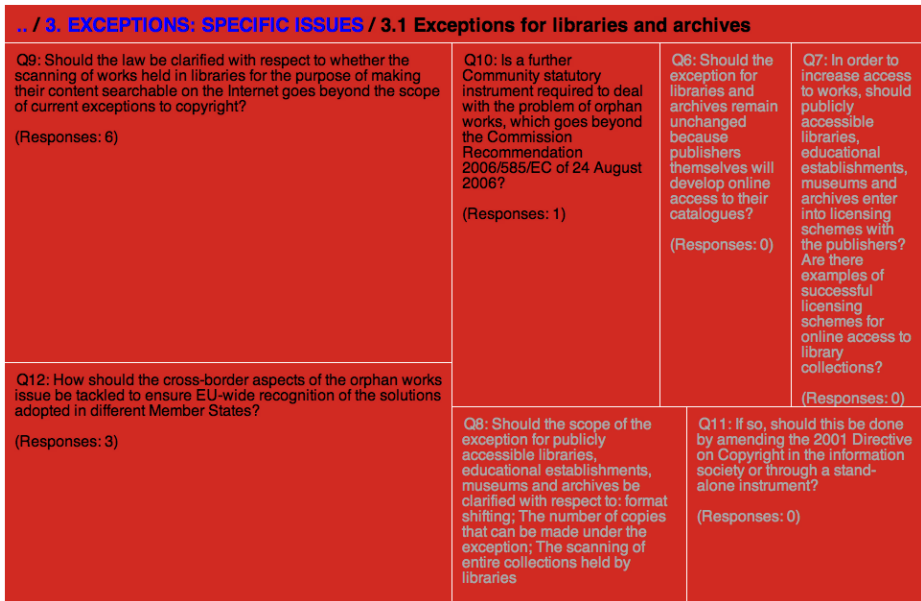 .. / 3. EXCEPTIONS: SPECIFIC ISSUES / 3.1 Exceptions for libraries and archives
Q9: Should the law be clarified with respect to whether the
scanning of works held in libraries for the purpose of making
their content searchable on the Internet goes beyond the scope
of current exceptions to copyright?
(Responses: 6)
Q10: Is a further
Community statutory
instrument required to deal
with the problem of orphan
works, which goes beyond
the Commission
Recommendation
2006/585/EC of 24 August
2006?
(Responses: 1)
Q6: Should the
exception for
libraries and
archives remain
unchanged
because
publishers
themselves will
develop online
access to their
catalogues?
(Responses: 0)
Q7: In order to
increase access
to works, should
publicly
accessible
libraries,
educational
establishments,
museums and
archives enter
into licensing
schemes with
the publishers?
Are there
examples of
successful
licensing
schemes for
online access to
library
collections?
(Responses: 0)
Q12: How should the cross-border aspects of the orphan works
issue be tackled to ensure EU-wide recognition of the solutions
adopted in different Member States?
(Responses: 3)
Q8: Should the scope of the
exception for publicly
accessible libraries,
educational establishments,
museums and archives be
clarified with respect to: format
shifting; The number of copies
that can be made under the
exception; The scanning of
entire collections held by
libraries
Q11: If so, should this be done
by amending the 2001 Directive
on Copyright in the information
society or through a stand-
alone instrument?
(Responses: 0)